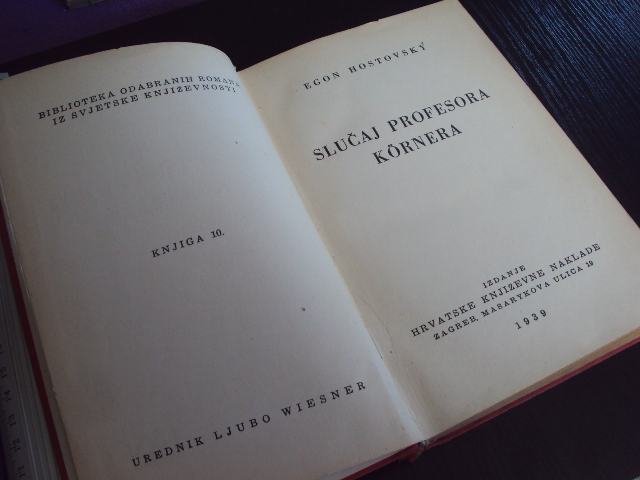 BIBLIOTEKA ODABRANIH ROMANA
IZ SVJETSKE KNJIŽEVNOSTI
KNJIGA 10.
UREDNIK LJUBO WIESNER
EGON HOSTOVSKÝ
SLUČAJ PROFESORA
KÖRNERA
IZDANJE
HRVATSKE KNJIŽEVNE NAKLADE
ZAGREB, MASARYKOVA ULICA 19
1939